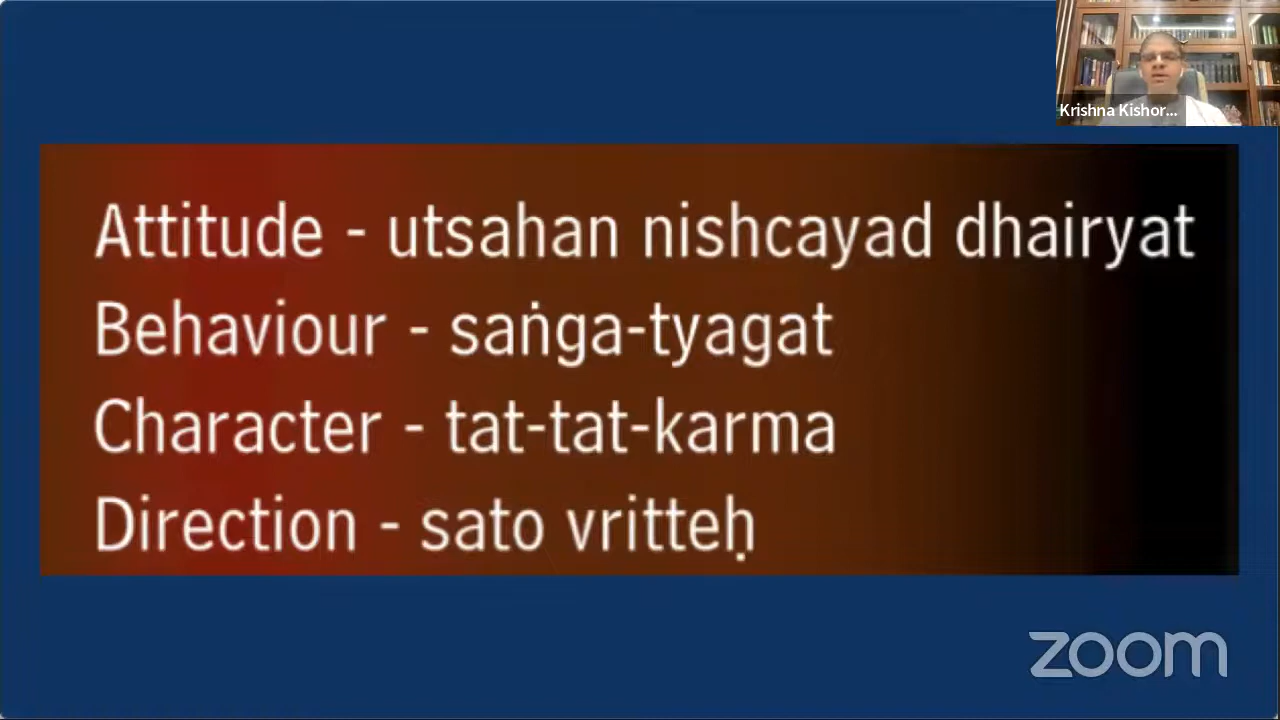 Krishna Kishor...
Attitude - utsahan nishcayad dhairyat
Behaviour - saṅga-tyagat
Character - tat-tat-karma
Direction - sato vritteḥ
zoom